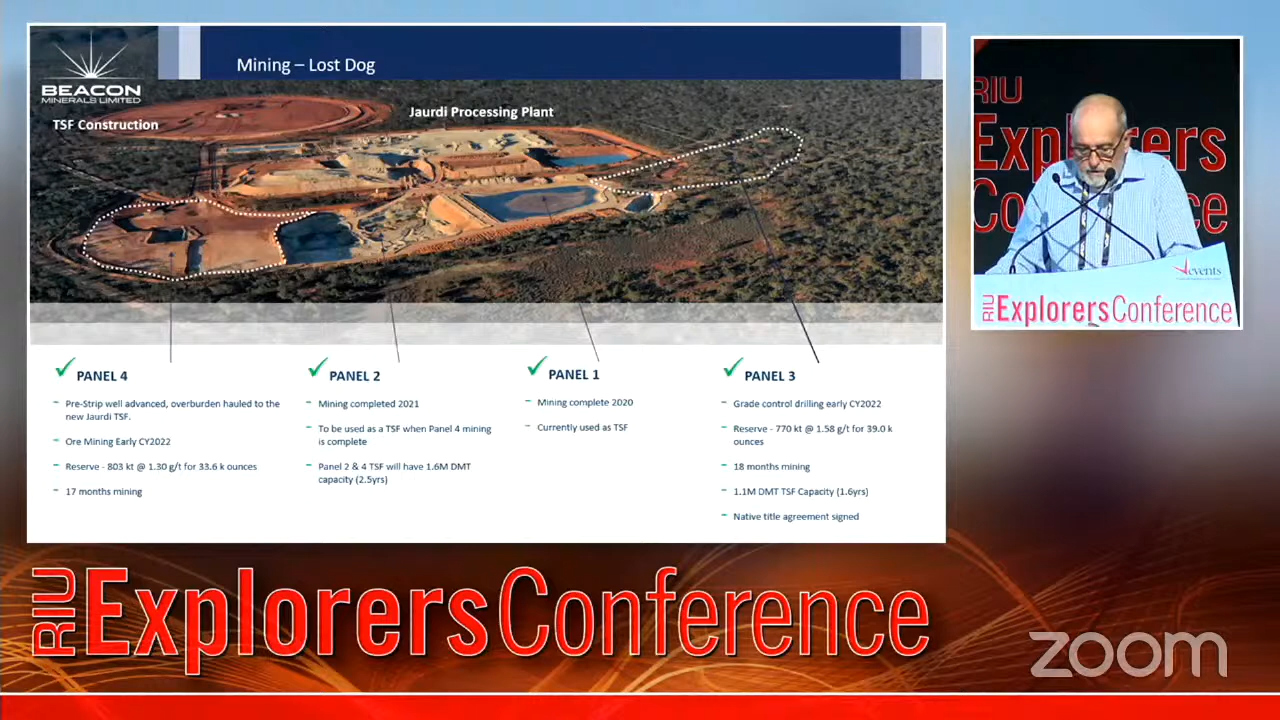 BEACON
MINERALS LIMITED
Mining – Lost Dog
TSF Construction
Jaurdi Processing Plant
PANEL 4
Pre-Strip well advanced, overburden hauled to the
new Jaurdi TSF.
Ore Mining Early CY2022
Reserve - 803 kt @ 1.30 g/t for 33.6 k ounces
17 months mining
PANEL 2
Mining completed 2021
To be used as a TSF when Panel 4 mining
is complete
Panel 2 & 4 TSF will have 1.6M DMT
capacity (2.5yrs)
PANEL 1
Mining complete 2020
Currently used as TSF
PANEL 3
Grade control drilling early CY2022
Reserve - 770 kt @ 1.58 g/t for 39.0 k
ounces
18 months mining
1.1M DMT TSF Capacity (1.6yrs)
Native title agreement signed
RIU
Explorers
Co ce
events
RIU ExplorersConference
RIU ExplorersConference
zoom